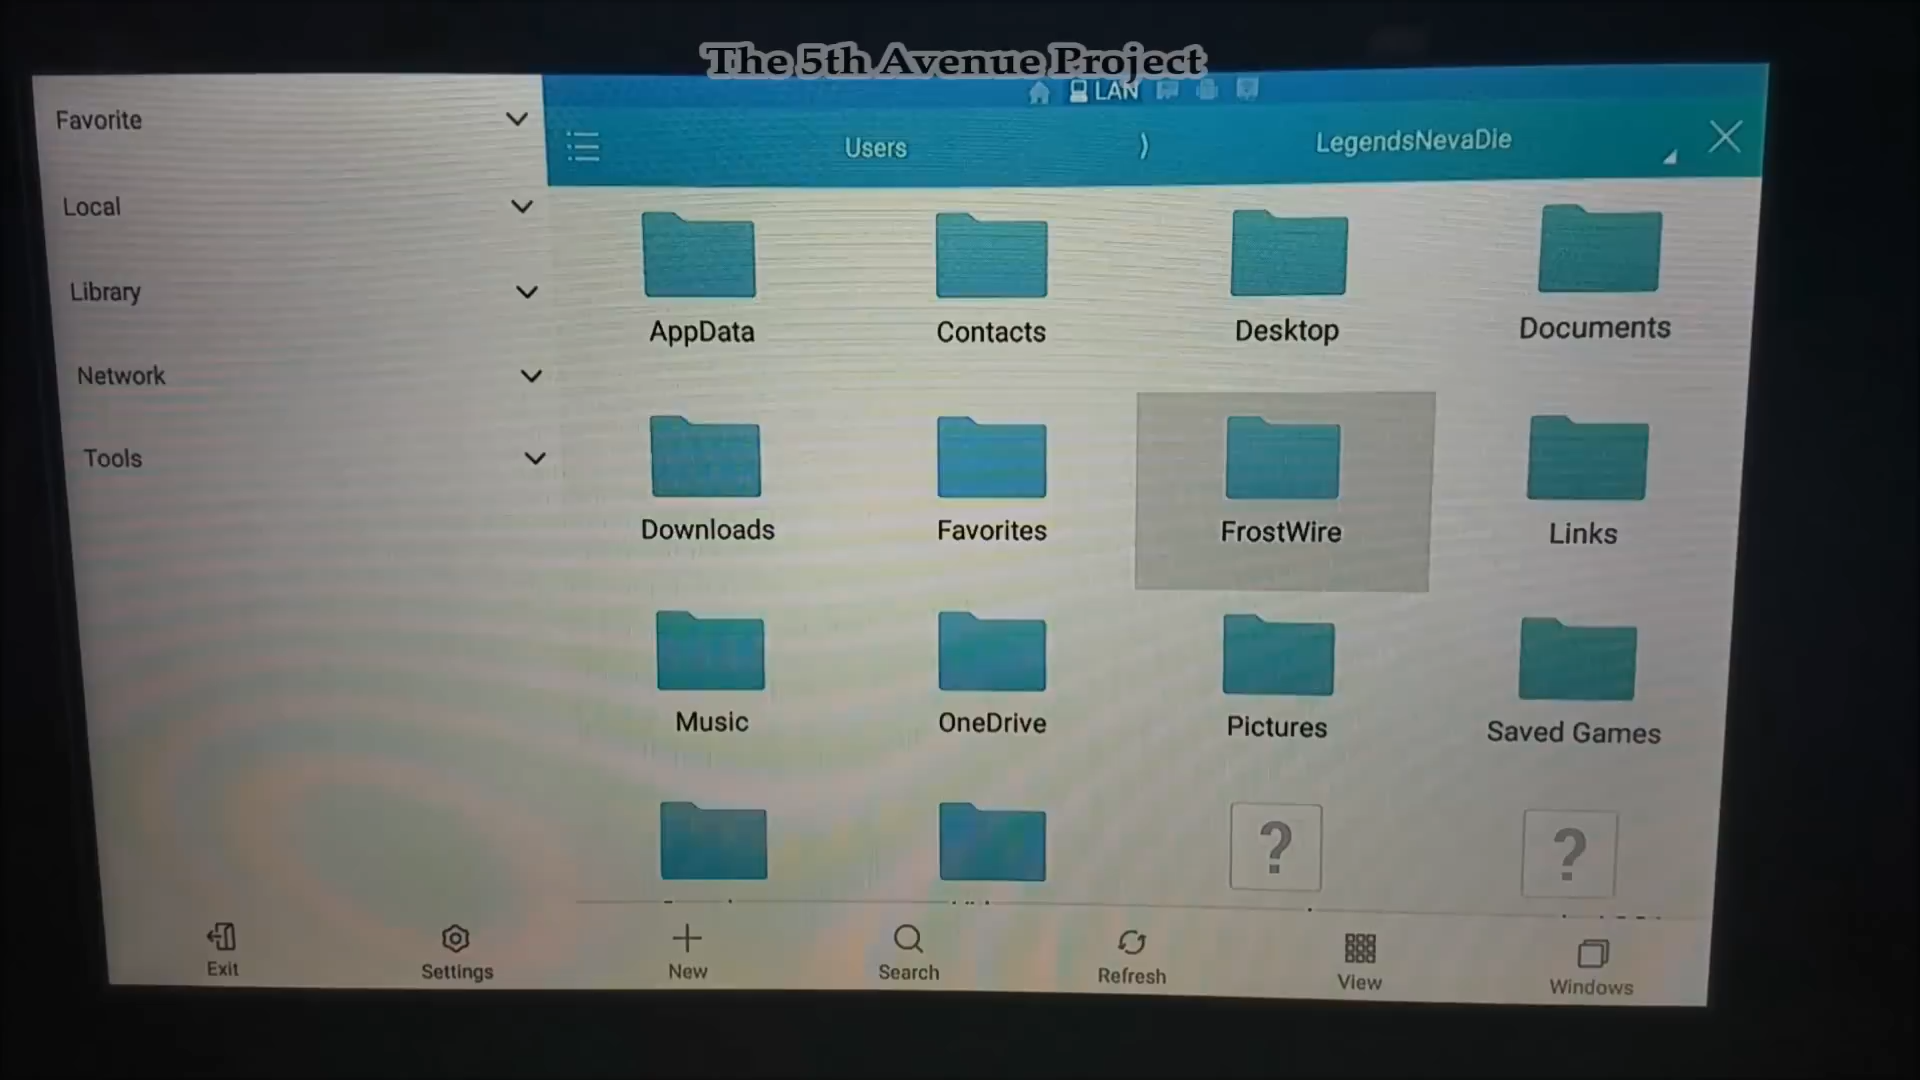 The 5th Avenue Project
LAN
Users
LegendsNevaDie
Favorite
Local
Library
Network
Tools
AppData
Contacts
Desktop
Documents
Downloads
Favorites
FrostWire
Links
Music
OneDrive
Pictures
Saved Games
?
?
Exit
Settings
New
Search
Refresh
View
Windows